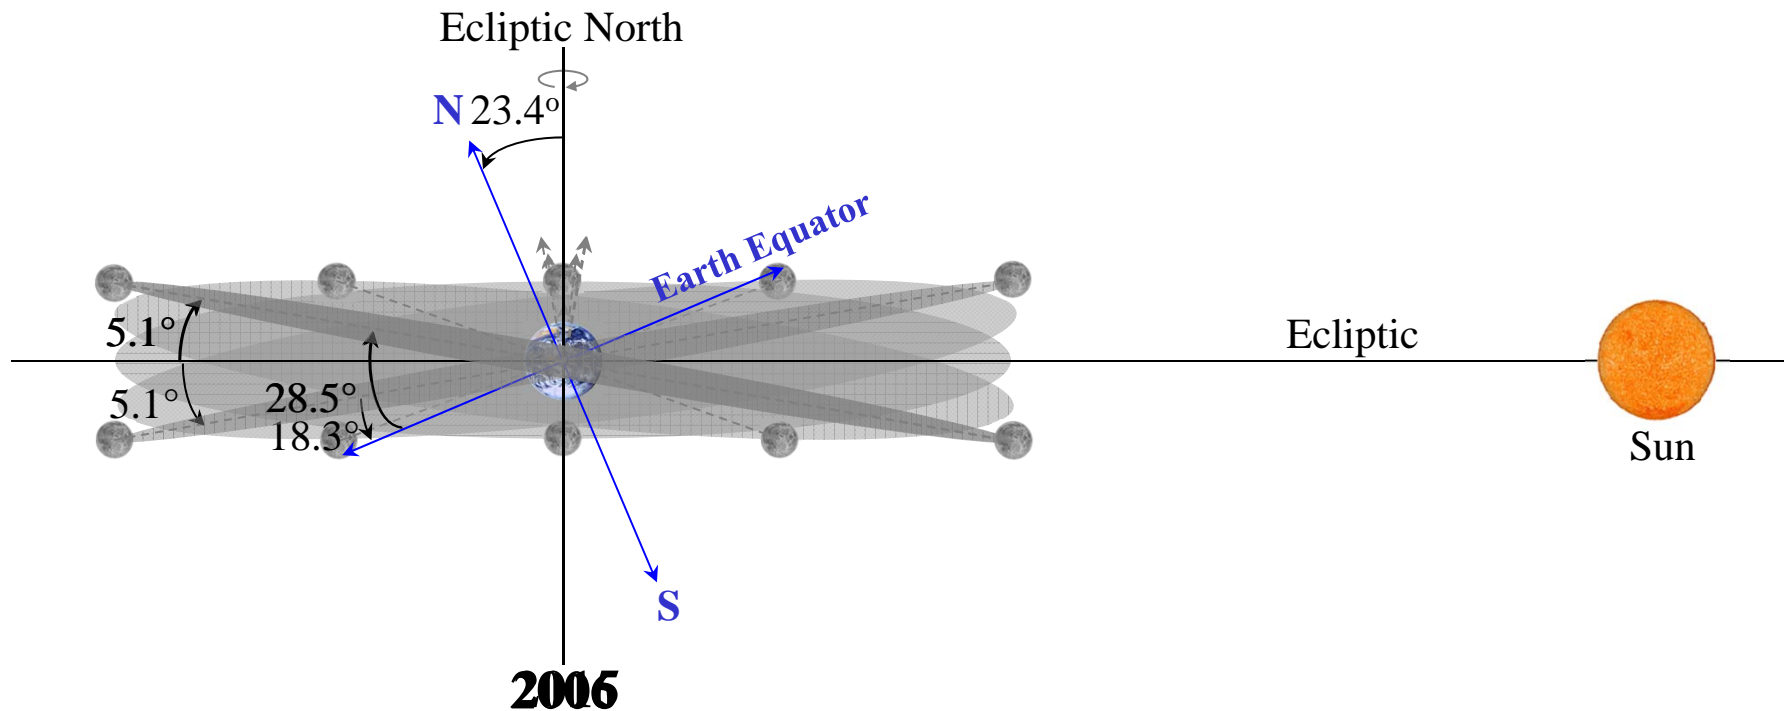 Ecliptic North
N 23.4°
Earth Equator
5.1°
Ecliptic
5.1°
28.5°
18.3°
Sun
S